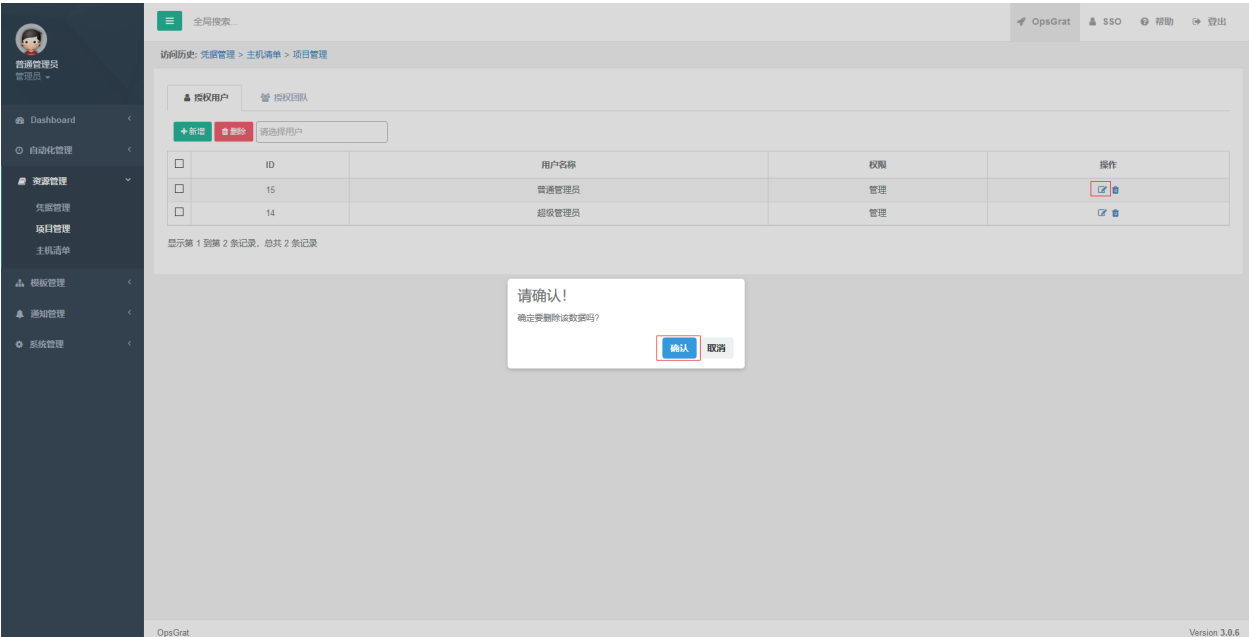 全局搜索...
OpsGrat
SSO
帮助
登出
普通管理员
管理员
访问历史: 凭据管理 > 主机清单 > 项目管理
Dashboard
自动化管理
资源管理
凭据管理
项目管理
主机清单
模板管理
通知管理
系统管理
授权用户
授权团队
+新增
删除
请选择用户
ID
用户名称
权限
操作
15
普通管理员
管理
14
超级管理员
管理
显示第 1 到第 2 条记录，总共 2 条记录
请确认!
确定要删除该数据吗?
确认
取消
OpsGrat
Version 3.0.6